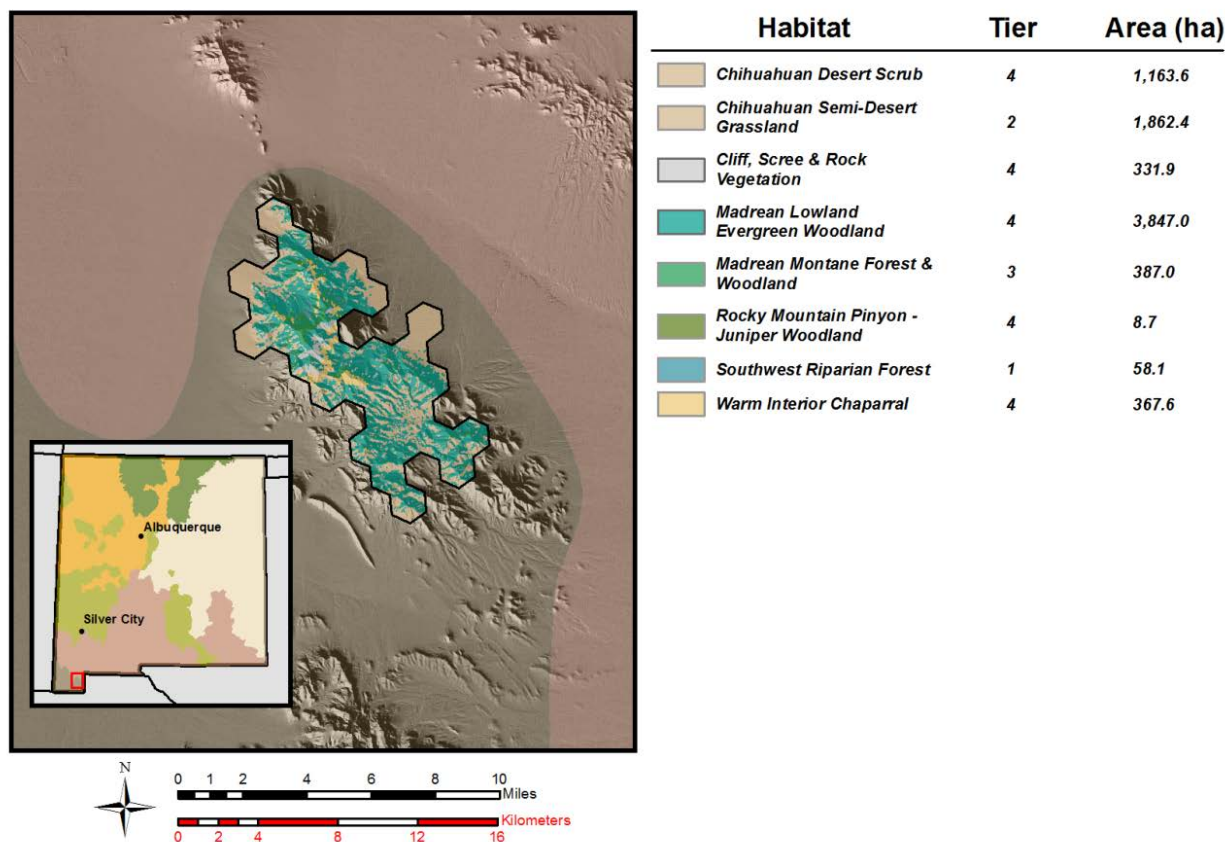 Habitat Tier Area (ha)
Chihuahuan Desert Scrub 4 1,163.6
Chihuahuan Semi-Desert
Grassland 2 1,862.4
Cliff, Scree & Rock
Vegetation 4 331.9
Madrean Lowland
Evergreen Woodland 4 3,847.0
Madrean Montane Forest &
Woodland 3 387.0
Rocky Mountain Pinyon -
Juniper Woodland 4 8.7
Southwest Riparian Forest 1 58.1
Warm Interior Chaparral 4 367.6
Albuquerque
Silver City
N
0 1 2 4 6 8 10
Miles
Kilometers
0 2 4 8 12 16